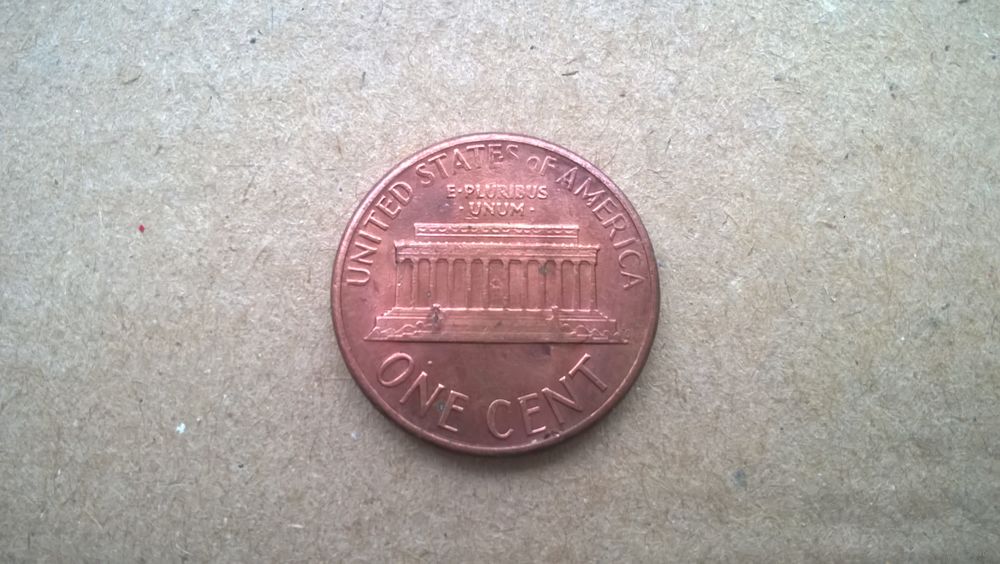 UNITED STATES OF AMERICA
E·PLURIBUS
·UNUM·
ONE CENT